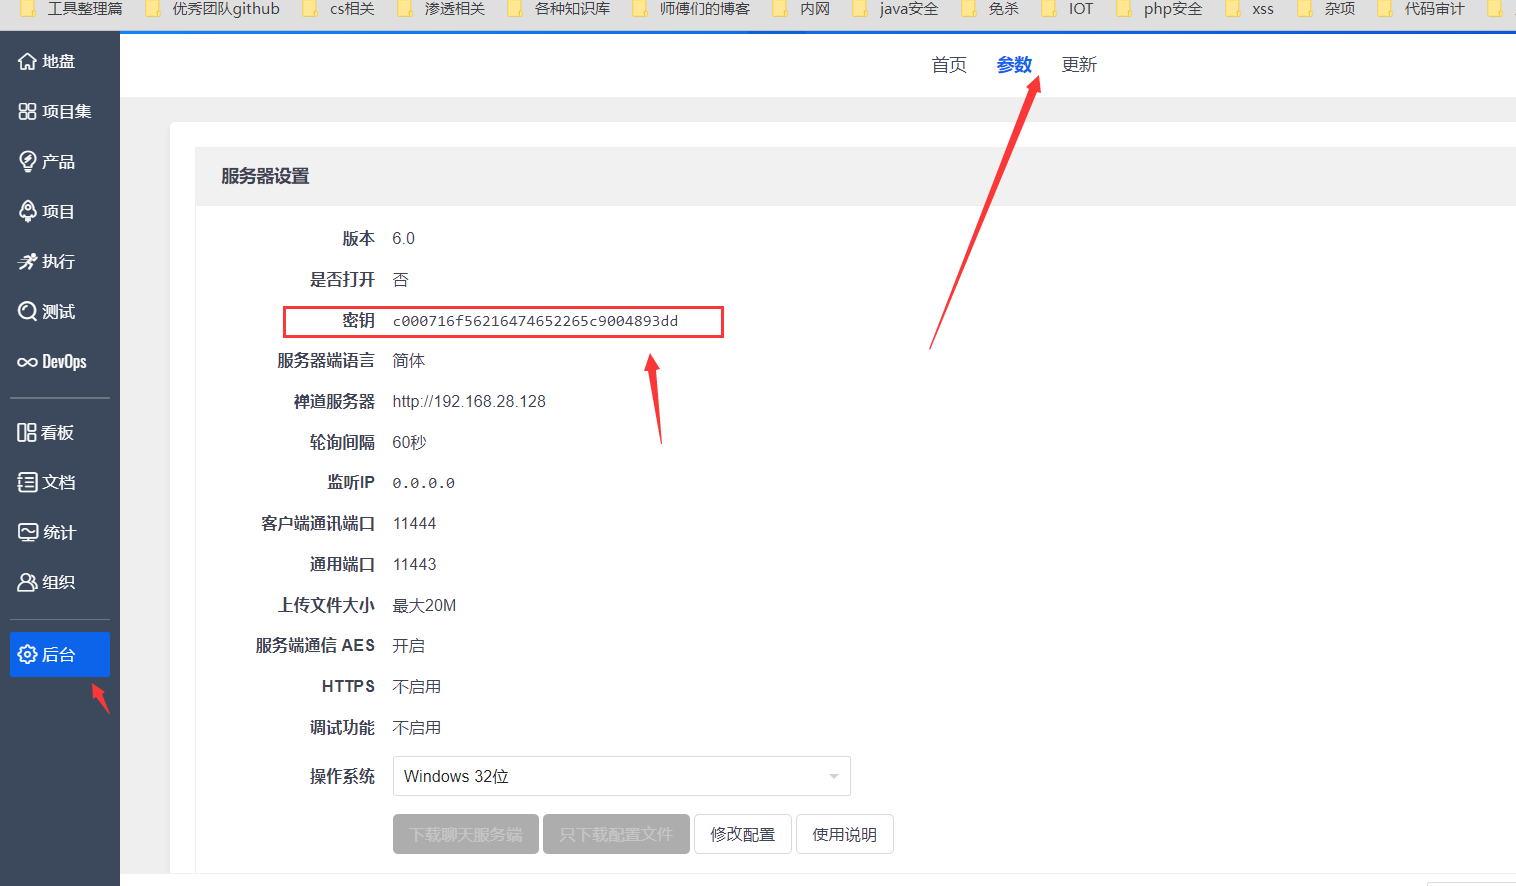 工具整理篇 优秀团队github cs相关 渗透相关 各种知识库 师傅们的博客 内网 java安全 免杀 IOT php安全 xss 杂项 代码审计
地盘
项目集
产品
项目
执行
测试
DevOps
看板
文档
统计
组织
后台
首页 参数 更新
服务器设置
版本 6.0
是否打开 否
密钥 c000716f56216474652265c9004893dd
服务器端语言 简体
禅道服务器 http://192.168.28.128
轮询间隔 60秒
监听IP 0.0.0.0
客户端通讯端口 11444
通用端口 11443
上传文件大小 最大20M
服务端通信 AES 开启
HTTPS 不启用
调试功能 不启用
操作系统 Windows 32位
下载聊天服务端 只下载配置文件 修改配置 使用说明